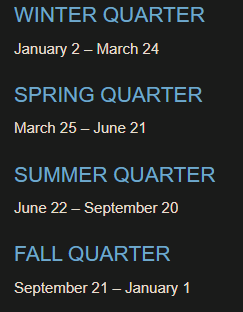 WINTER QUARTER
January 2 – March 24
SPRING QUARTER
March 25 – June 21
SUMMER QUARTER
June 22 – September 20
FALL QUARTER
September 21 – January 1